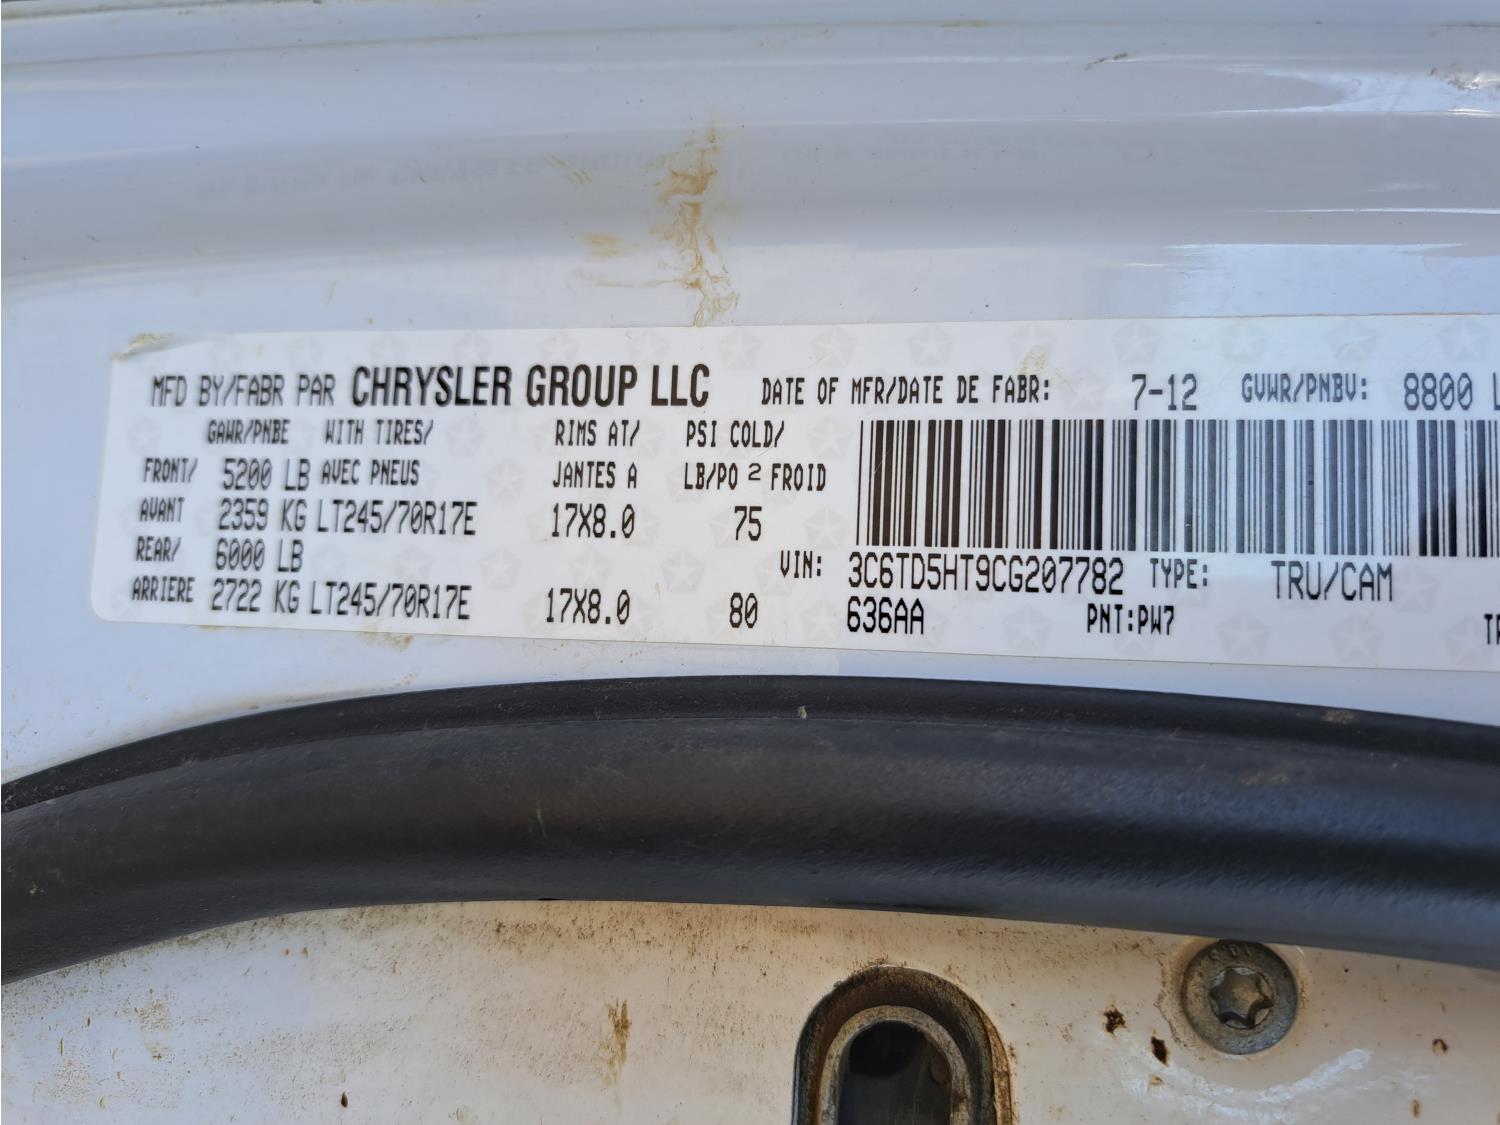 MFD BY/FABR PAR CHRYSLER GROUP LLC DATE OF MFR/DATE DE FABR: 7-12 GVWR/PNBV: 8800 L
GAWR/PNBE WITH TIRES/ RIMS AT/ PSI COLD/
FRONT/ 5200 LB AVEC PNEUS JANTES A LB/PO 2 FROID
AVANT 2359 KG LT245/70R17E 17X8.0 75
REAR/ 6000 LB
VIN: 3C6TD5HT9CG207782 TYPE: TRU/CAM
ARRIERE 2722 KG LT245/70R17E 17X8.0 80
636AA PNT:PW7